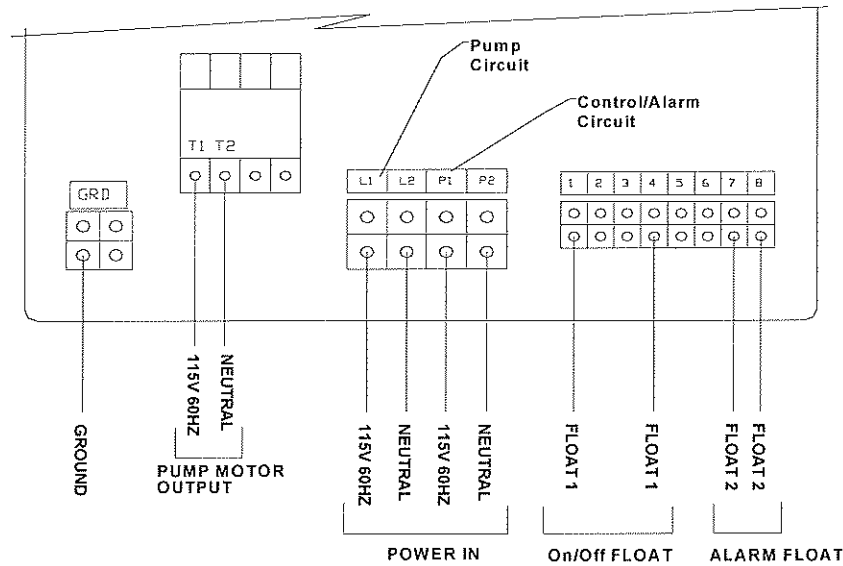 Pump
Circuit
Control/Alarm
Circuit
T1 T2
GRD
L1 L2 P1 P2
1 2 3 4 5 6 7 8
GROUND
115V 60HZ
NEUTRAL
PUMP MOTOR
OUTPUT
115V 60HZ
NEUTRAL
115V 60HZ
NEUTRAL
POWER IN
FLOAT 1
FLOAT 1
On/Off FLOAT
FLOAT 2
FLOAT 2
ALARM FLOAT